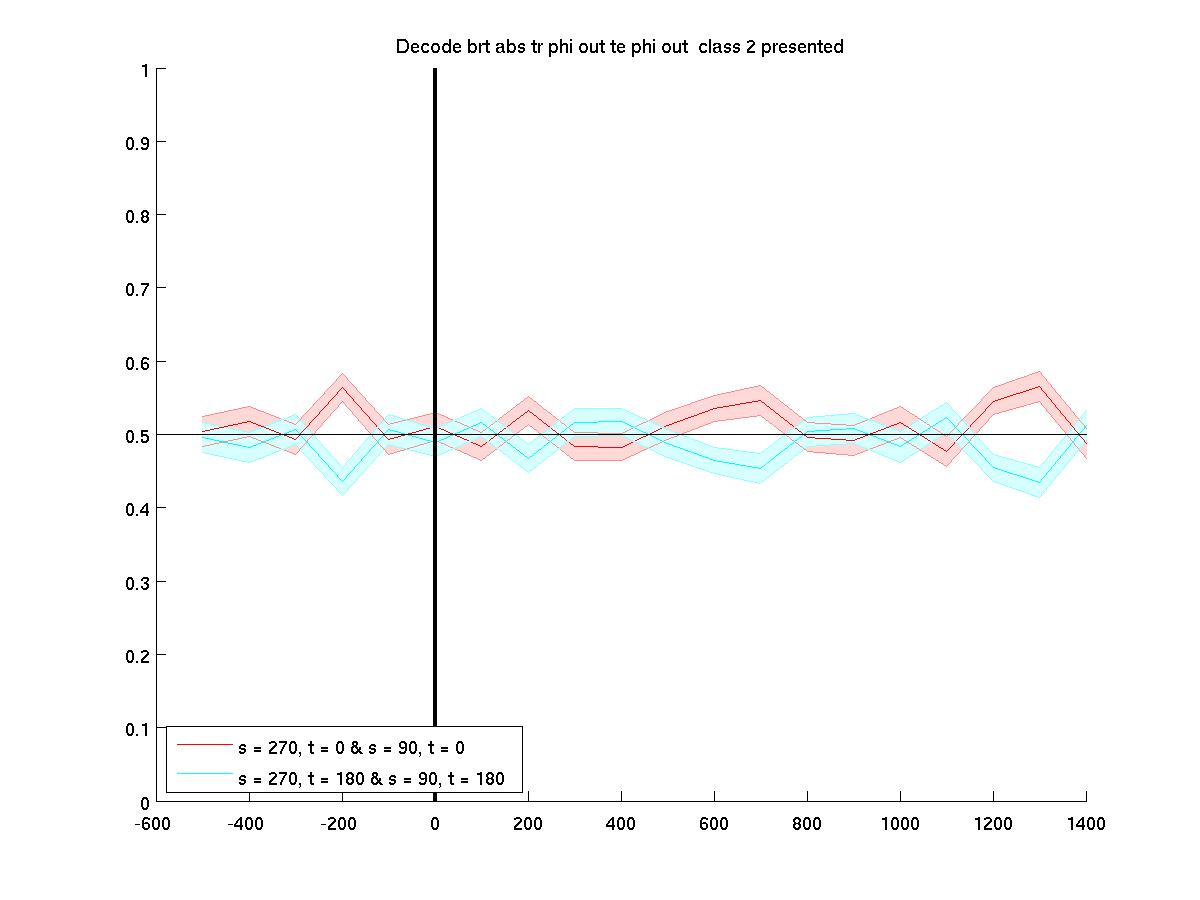 Decode brt abs tr phi out te phi out  class 2 presented
1
0.9
0.8
0.7
0.6
0.5
0.4
0.3
0.2
0.1
0
s = 270, t = 0 & s = 90, t = 0
s = 270, t = 180 & s = 90, t = 180
-600 -400 -200 0 200 400 600 800 1000 1200 1400